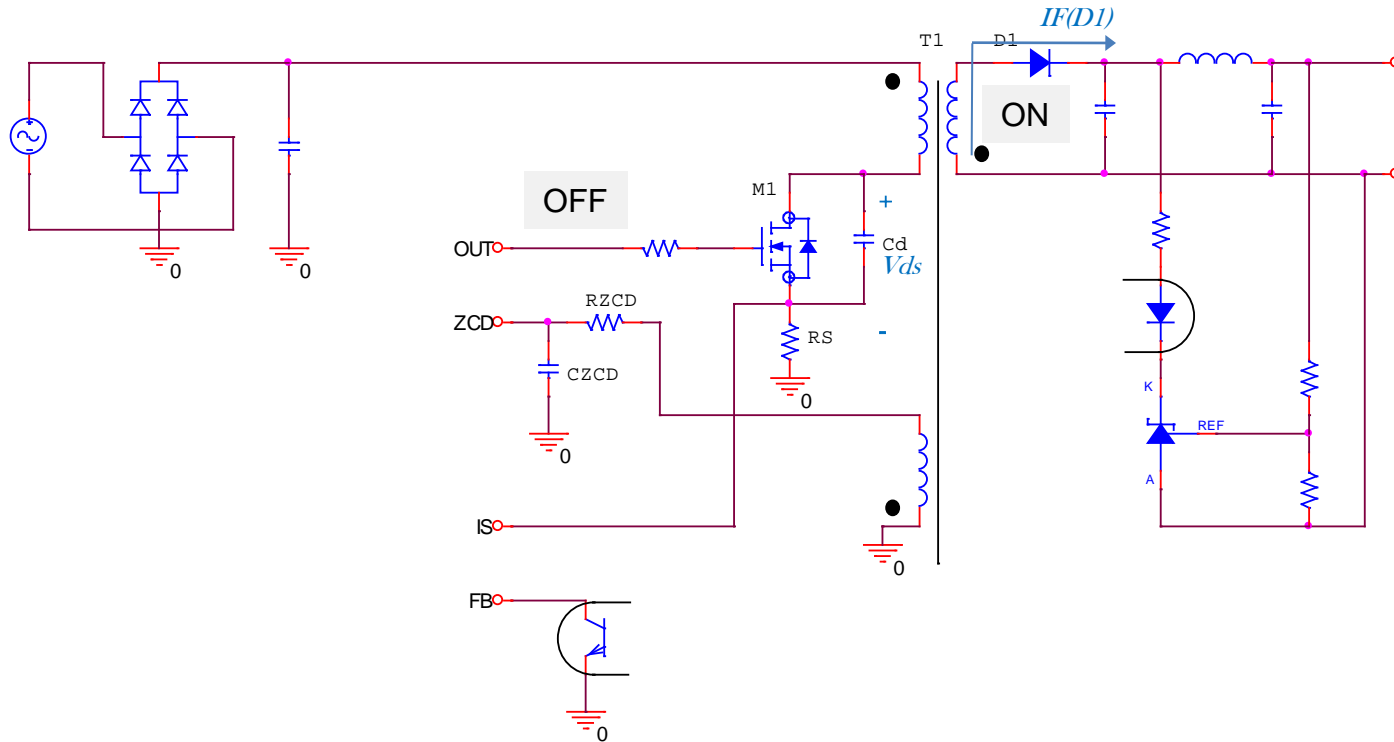 IF(D1)
T1
D1
ON
M1
OFF
+
Cd
OUT
0
0
Vds
RZCD
ZCD
-
RS
CZCD
K
0
REF
0
A
IS
0
FB
0